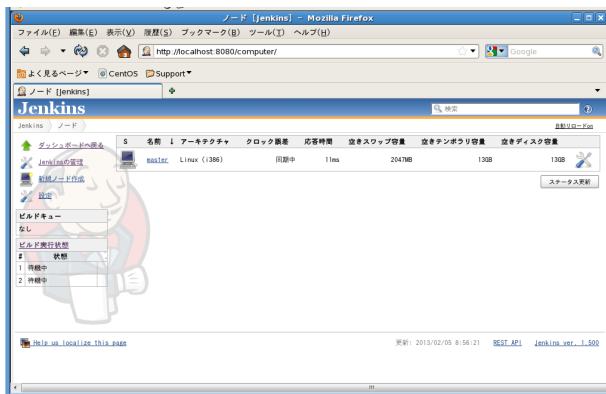 ノード [Jenkins] - Mozilla Firefox
ファイル(F) 編集(E) 表示(V) 履歴(S) ブックマーク(B) ツール(T) ヘルプ(H)
http://localhost:8080/computer/
Google
よく見るページ CentOS Support
ノード [Jenkins]
Jenkins
検索
Jenkins ノード
自動リロードon
ダッシュボードへ戻る
Jenkinsの管理
新規ノード作成
設定
S 名前 ↓ アーキテクチャ クロック誤差 応答時間 空きスワップ容量 空きテンポラリ容量 空きディスク容量
master Linux (i386) 同期中 11ms 2047MB 13GB 13GB
ステータス更新
ビルドキュー
なし
ビルド実行状態
# 状態
1 待機中
2 待機中
Help us localize this page
更新: 2013/02/05 8:56:21 REST API Jenkins ver. 1.500